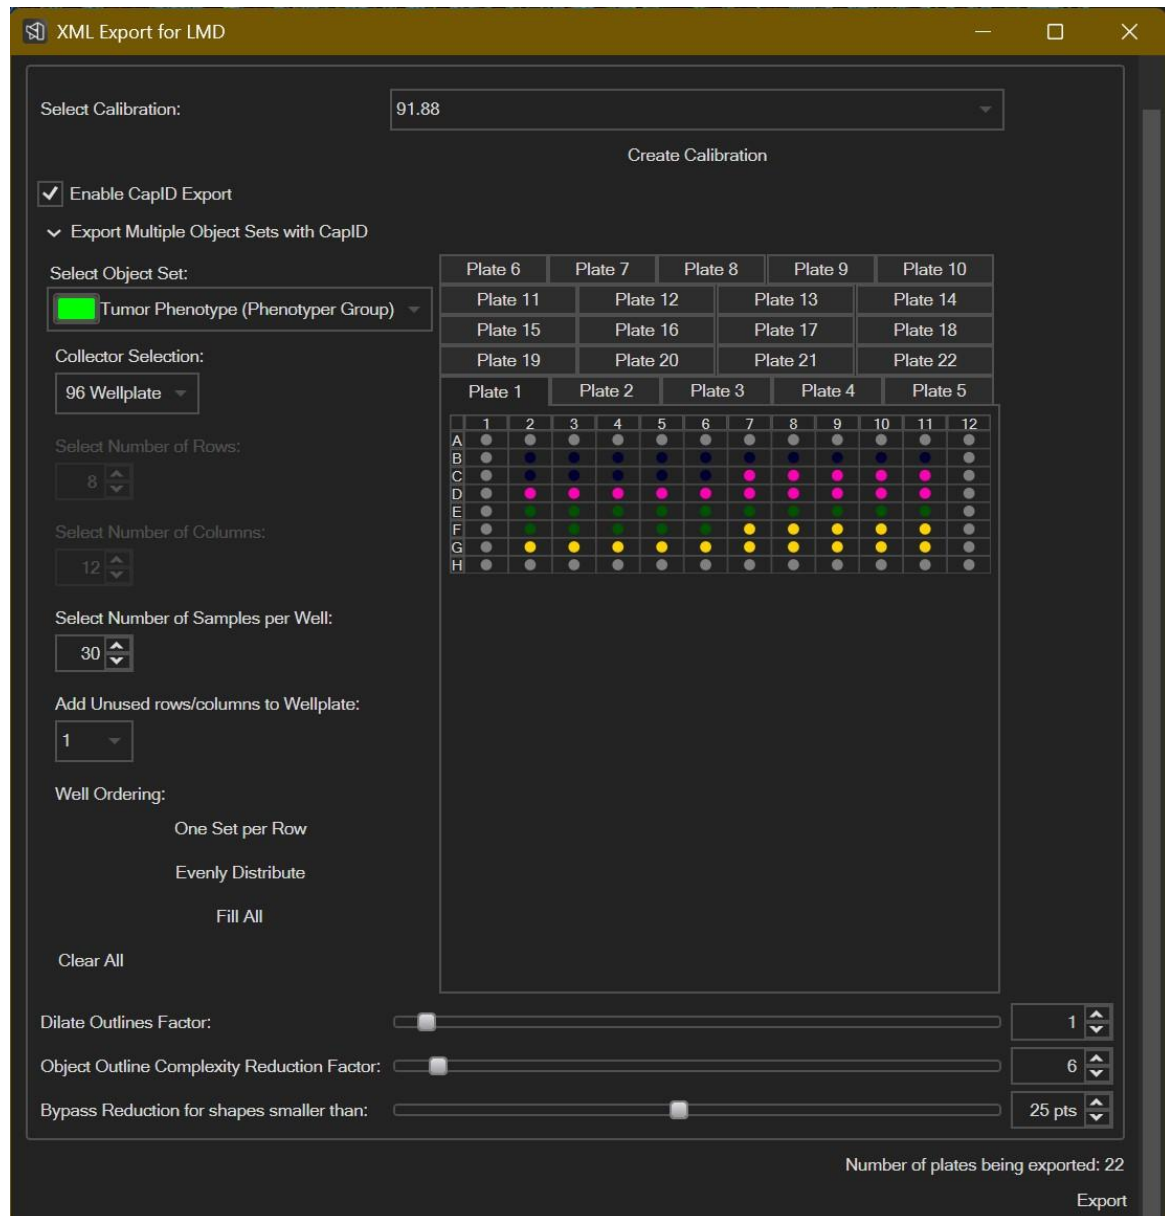 XML Export for LMD
Select Calibration: 91.88
Create Calibration
Enable CapID Export
Export Multiple Object Sets with CapID
Select Object Set:
Tumor Phenotype (Phenotyper Group)
Collector Selection:
96 Wellplate
Select Number of Rows:
8
Select Number of Columns:
12
Select Number of Samples per Well:
30
Add Unused rows/columns to Wellplate:
1
Well Ordering:
One Set per Row
Evenly Distribute
Fill All
Clear All
Plate 6 Plate 7 Plate 8 Plate 9 Plate 10
Plate 11 Plate 12 Plate 13 Plate 14
Plate 15 Plate 16 Plate 17 Plate 18
Plate 19 Plate 20 Plate 21 Plate 22
Plate 1 Plate 2 Plate 3 Plate 4 Plate 5
1 2 3 4 5 6 7 8 9 10 11 12
A
B
C
D
E
F
G
H
Dilate Outlines Factor: 1
Object Outline Complexity Reduction Factor: 6
Bypass Reduction for shapes smaller than: 25 pts
Number of plates being exported: 22
Export